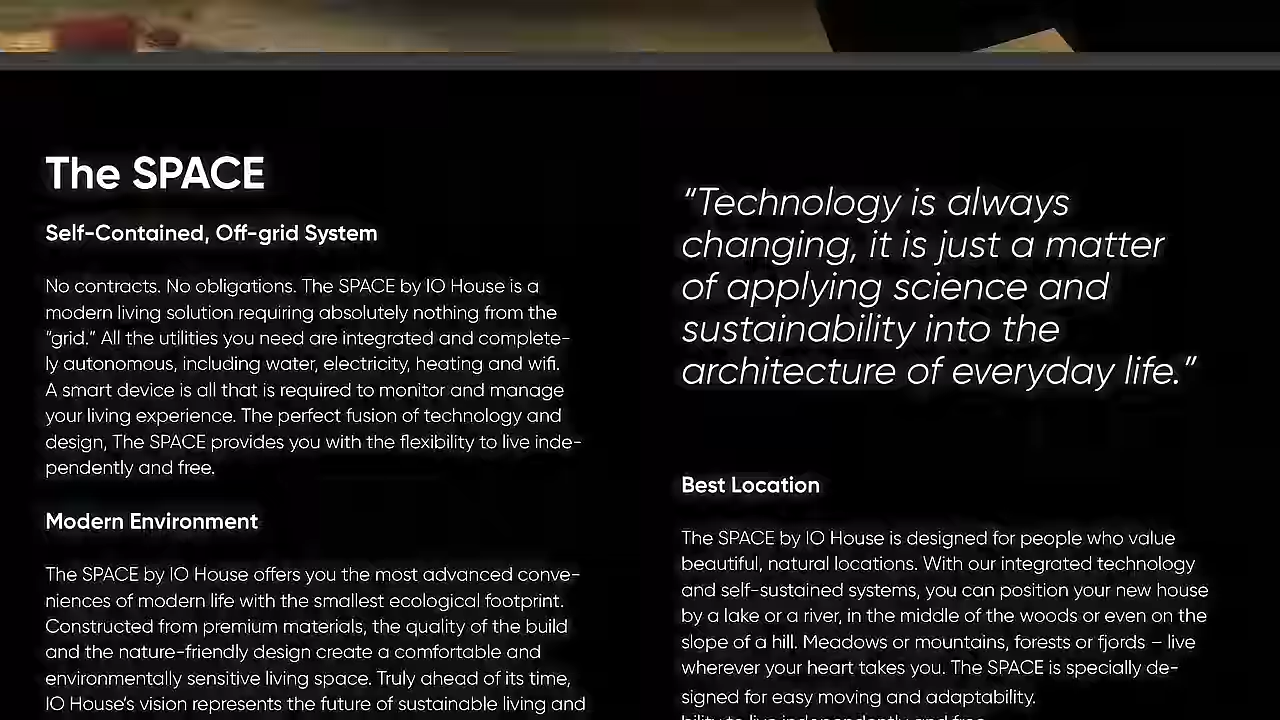 The SPACE
Self-Contained, Off-grid System
No contracts. No obligations. The SPACE by IO House is a
modern living solution requiring absolutely nothing from the
“grid.” All the utilities you need are integrated and complete-
ly autonomous, including water, electricity, heating and wifi.
A smart device is all that is required to monitor and manage
your living experience. The perfect fusion of technology and
design, The SPACE provides you with the flexibility to live inde-
pendently and free.
Modern Environment
The SPACE by IO House offers you the most advanced conve-
niences of modern life with the smallest ecological footprint.
Constructed from premium materials, the quality of the build
and the nature-friendly design create a comfortable and
environmentally sensitive living space. Truly ahead of its time,
IO House’s vision represents the future of sustainable living and
“Technology is always
changing, it is just a matter
of applying science and
sustainability into the
architecture of everyday life.”
Best Location
The SPACE by IO House is designed for people who value
beautiful, natural locations. With our integrated technology
and self-sustained systems, you can position your new house
by a lake or a river, in the middle of the woods or even on the
slope of a hill. Meadows or mountains, forests or fjords – live
wherever your heart takes you. The SPACE is specially de-
signed for easy moving and adaptability.